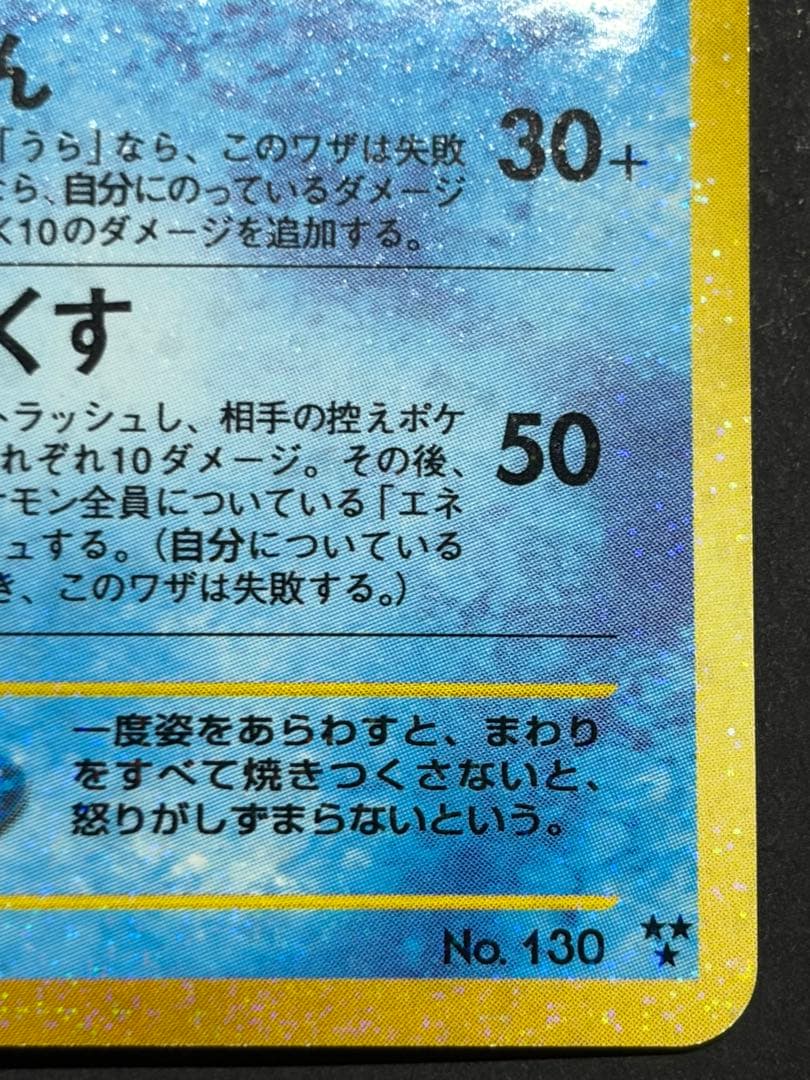 ん
「うら」なら、このワザは失敗
なら、自分にのっているダメージ
く10のダメージを追加する。
30+
くす
トラッシュし、相手の控えポケ
れぞれ10ダメージ。その後、
ケモン全員についている「エネ
シュする。（自分についている
き、このワザは失敗する。）
50
一度姿をあらわすと、まわり
をすべて焼きつくさないと、
怒りがしずまらないという。
No. 130 ★★★